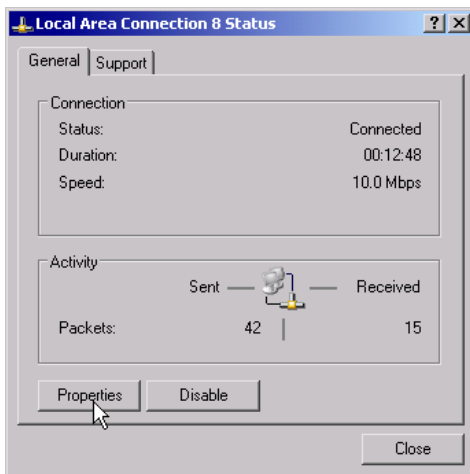 Local Area Connection 8 Status
General Support
Connection
Status: Connected
Duration: 00:12:48
Speed: 10.0 Mbps
Activity
Sent Received
Packets: 42 15
Properties Disable
Close